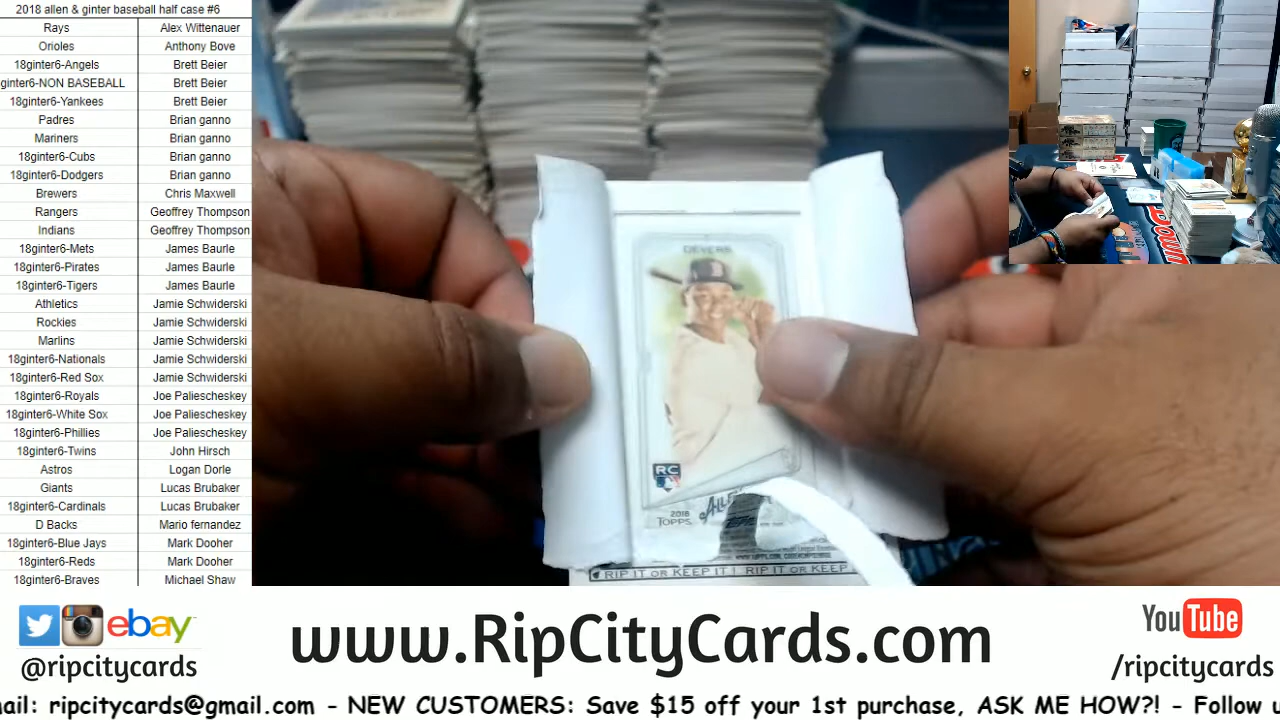 2018 allen & ginter baseball half case #6
Rays Alex Wittenauer
Orioles Anthony Bove
18ginter6-Angels Brett Beier
ginter6-NON BASEBALL Brett Beier
18ginter6-Yankees Brett Beier
Padres Brian ganno
Mariners Brian ganno
18ginter6-Cubs Brian ganno
18ginter6-Dodgers Brian ganno
Brewers Chris Maxwell
Rangers Geoffrey Thompson
Indians Geoffrey Thompson
18ginter6-Mets James Baurle
18ginter6-Pirates James Baurle
18ginter6-Tigers James Baurle
Athletics Jamie Schwiderski
Rockies Jamie Schwiderski
Marlins Jamie Schwiderski
18ginter6-Nationals Jamie Schwiderski
18ginter6-Red Sox Jamie Schwiderski
18ginter6-Royals Joe Paliescheskey
18ginter6-White Sox Joe Paliescheskey
18ginter6-Phillies Joe Paliescheskey
18ginter6-Twins John Hirsch
Astros Logan Dorle
Giants Lucas Brubaker
18ginter6-Cardinals Lucas Brubaker
D Backs Mario fernandez
18ginter6-Blue Jays Mark Dooher
18ginter6-Reds Mark Dooher
18ginter6-Braves Michael Shaw
DEVERS
B
RC
2018
TOPPS
RIP IT OR KEEP IT! RIP IT OR KEEP
ebay
@ripcitycards
www.RipCityCards.com
YouTube
/ripcitycards
ail: ripcitycards@gmail.com - NEW CUSTOMERS: Save $15 off your 1st purchase, ASK ME HOW?! - Follow u